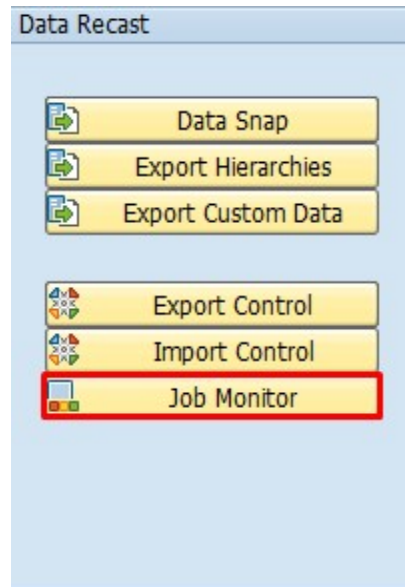 Data Recast
Data Snap
Export Hierarchies
Export Custom Data
Export Control
Import Control
Job Monitor